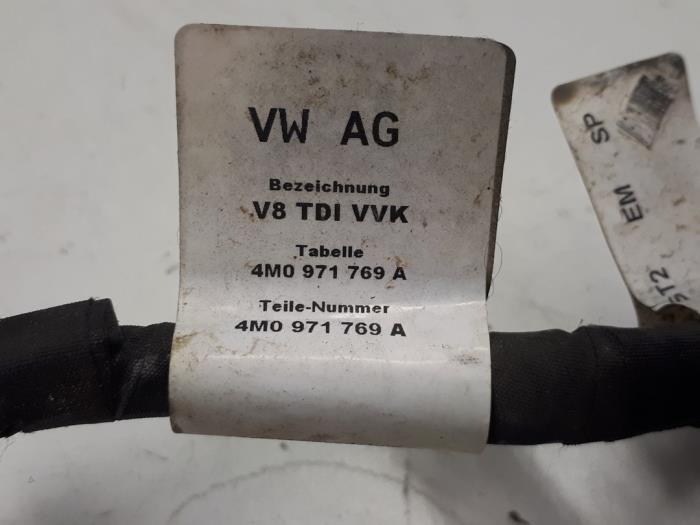 VW AG
Bezeichnung
V8 TDI VVK
Tabelle
4M0 971 769 A
Teile-Nummer
4M0 971 769 A
EM SP